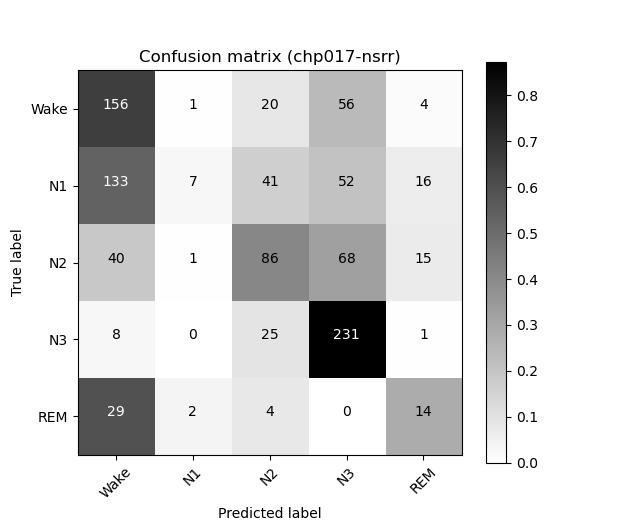 Confusion matrix (chp017-nsrr)
True label
Wake 156 1 20 56 4
N1 133 7 41 52 16
N2 40 1 86 68 15
N3 8 0 25 231 1
REM 29 2 4 0 14
Wake N1 N2 N3 REM
Predicted label
0.8
0.7
0.6
0.5
0.4
0.3
0.2
0.1
0.0